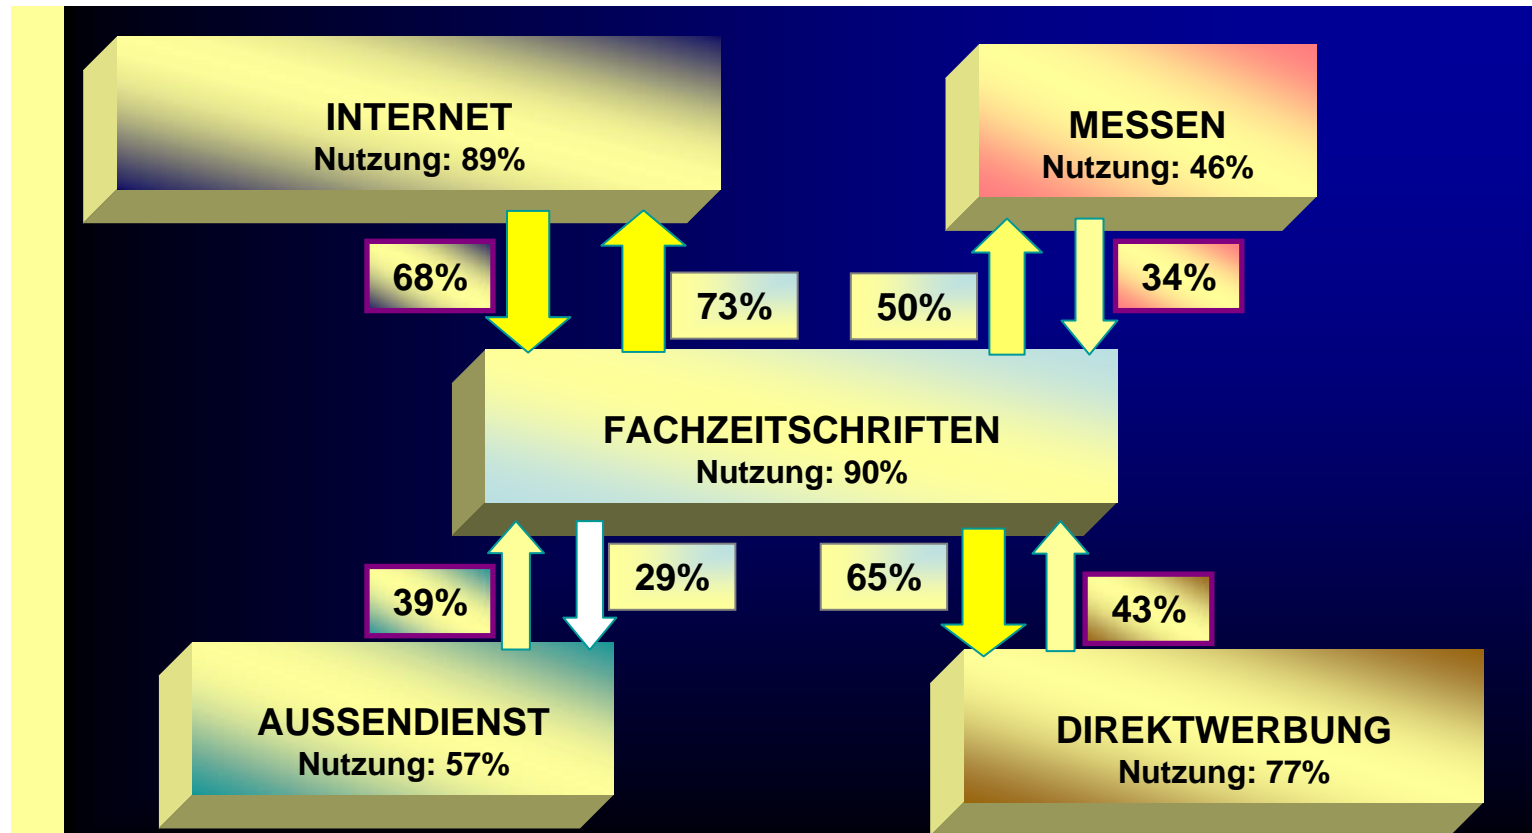 INTERNET
Nutzung: 89%
MESSEN
Nutzung: 46%
68%
73%
50%
34%
FACHZEITSCHRIFTEN
Nutzung: 90%
39%
29%
65%
43%
AUSSENDIENST
Nutzung: 57%
DIREKTWERBUNG
Nutzung: 77%